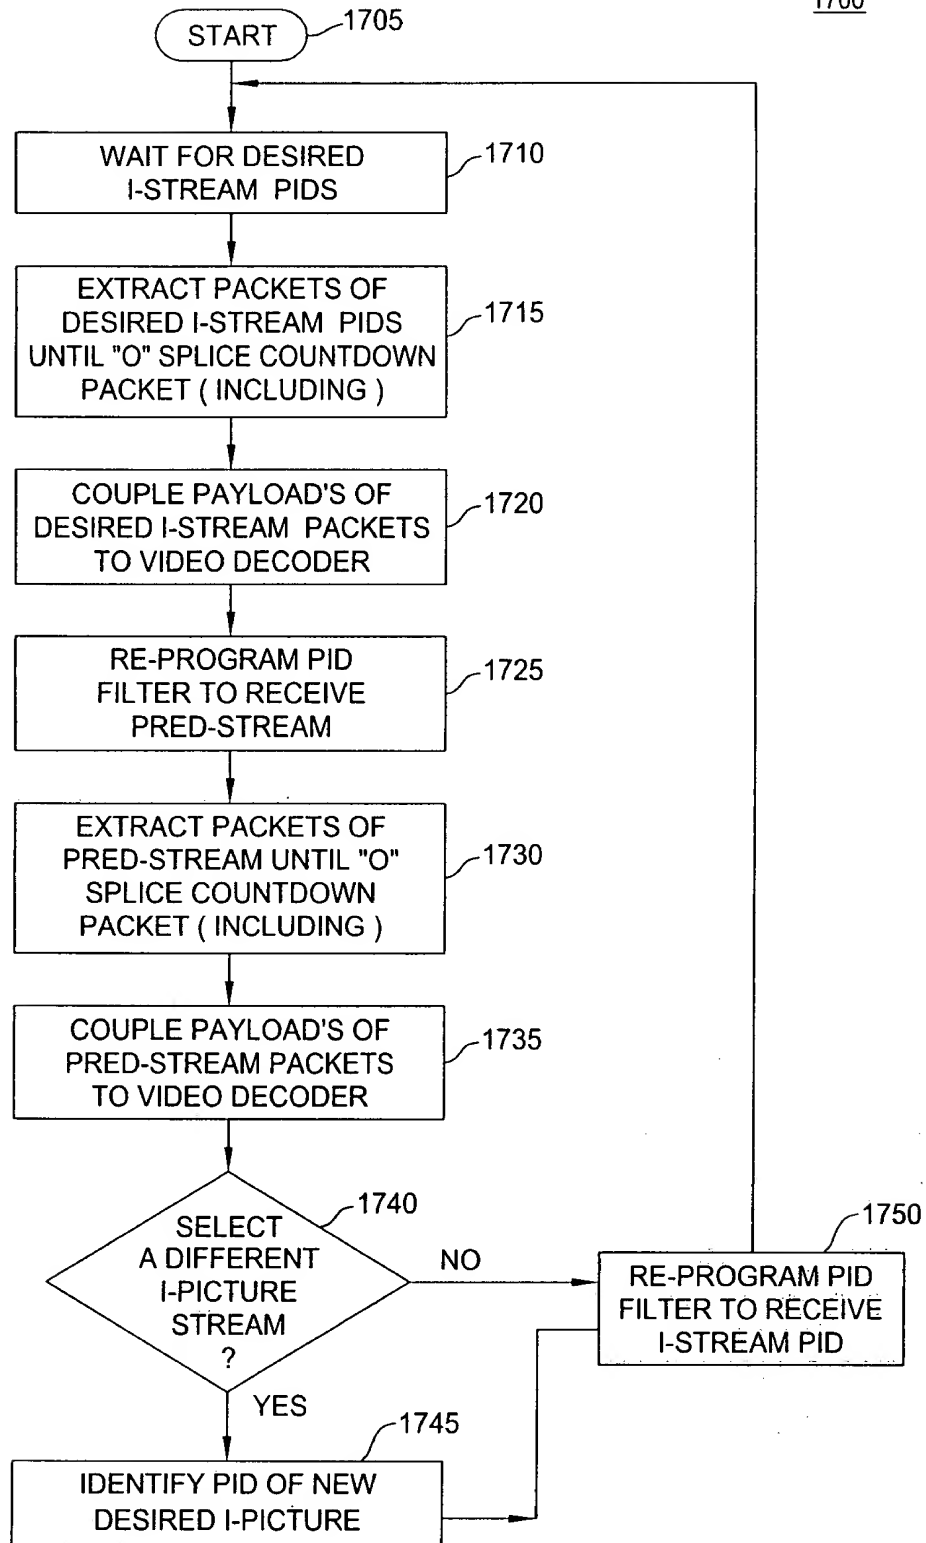 1700
START
1705
WAIT FOR DESIRED
I-STREAM PIDS
1710
EXTRACT PACKETS OF
DESIRED I-STREAM PIDS
UNTIL "O" SPLICE COUNTDOWN
PACKET ( INCLUDING )
1715
COUPLE PAYLOAD'S OF
DESIRED I-STREAM PACKETS
TO VIDEO DECODER
1720
RE-PROGRAM PID
FILTER TO RECEIVE
PRED-STREAM
1725
EXTRACT PACKETS OF
PRED-STREAM UNTIL "O"
SPLICE COUNTDOWN
PACKET ( INCLUDING )
1730
COUPLE PAYLOAD'S OF
PRED-STREAM PACKETS
TO VIDEO DECODER
1735
SELECT
A DIFFERENT
I-PICTURE
STREAM
?
1740
NO
YES
RE-PROGRAM PID
FILTER TO RECEIVE
I-STREAM PID
1750
IDENTIFY PID OF NEW
DESIRED I-PICTURE
1745